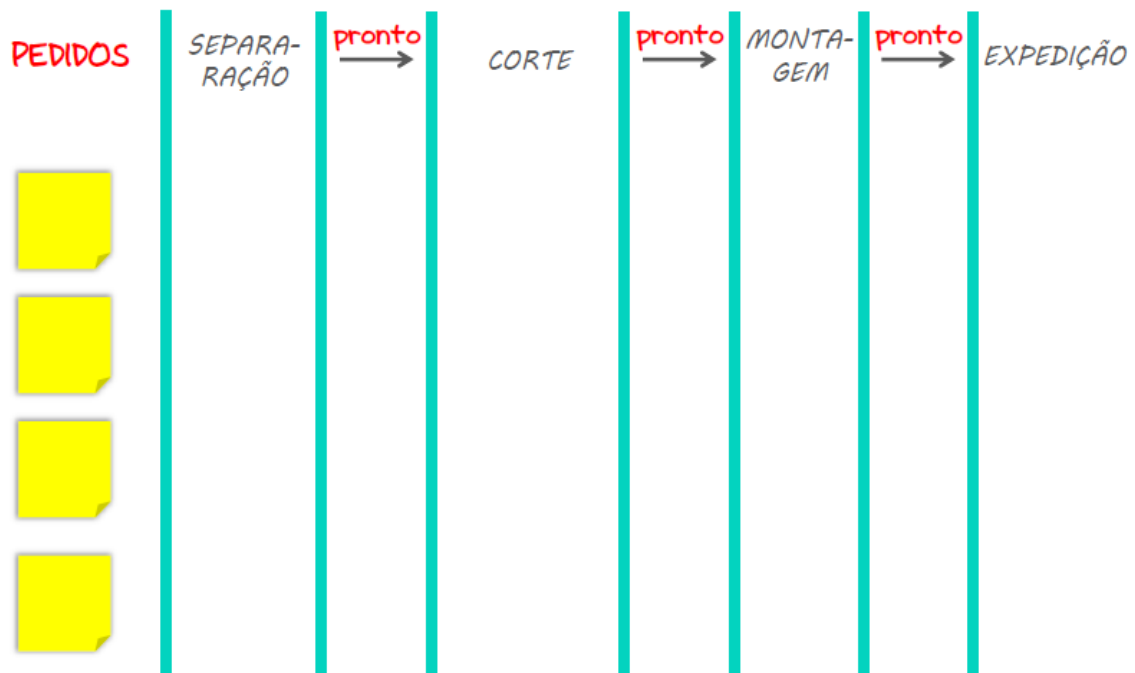 PEDIDOS
SEPARA-
RAÇÃO
pronto
CORTE
pronto
MONTA-
GEM
pronto
EXPEDIÇÃO